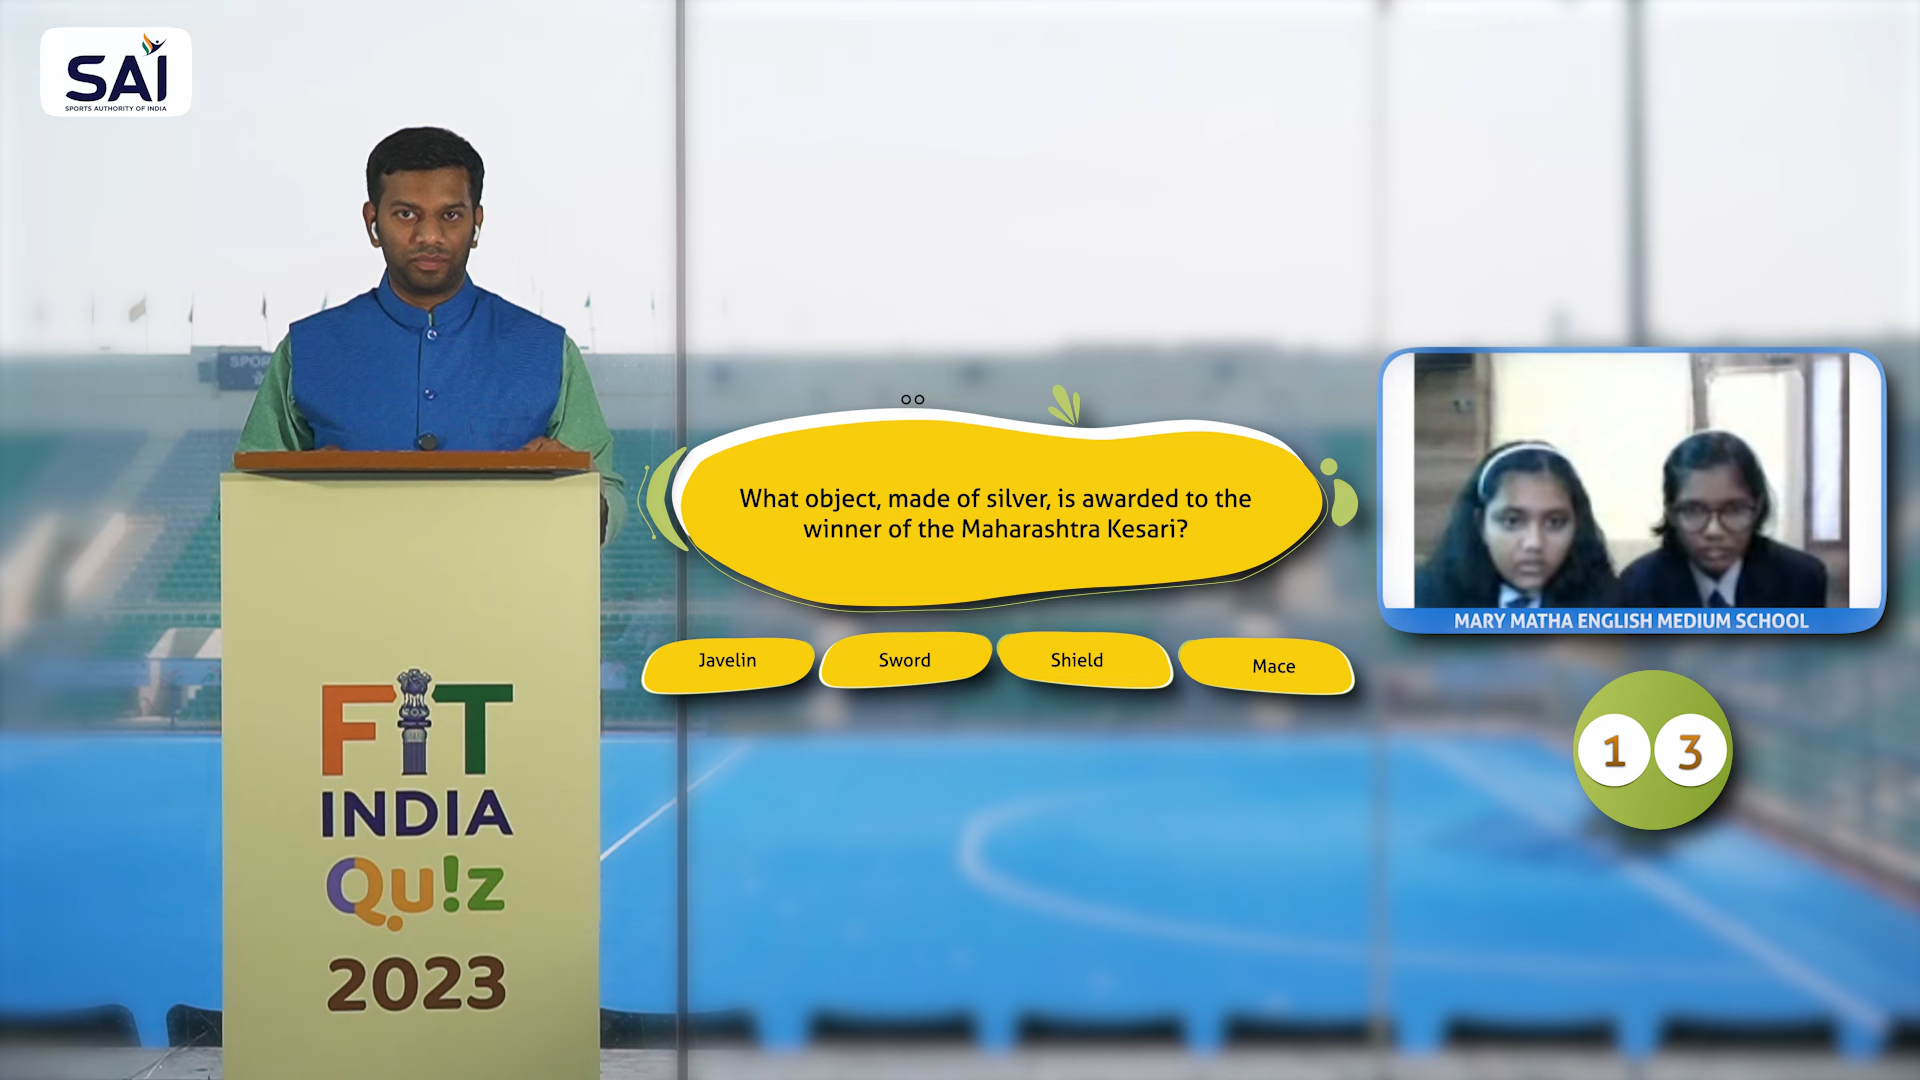 SAI
SPORTS AUTHORITY OF INDIA
SPOR
What object, made of silver, is awarded to the
winner of the Maharashtra Kesari?
Javelin
Sword
Shield
Mace
MARY MATHA ENGLISH MEDIUM SCHOOL
1 3
FIT
INDIA
Qu!z
2023